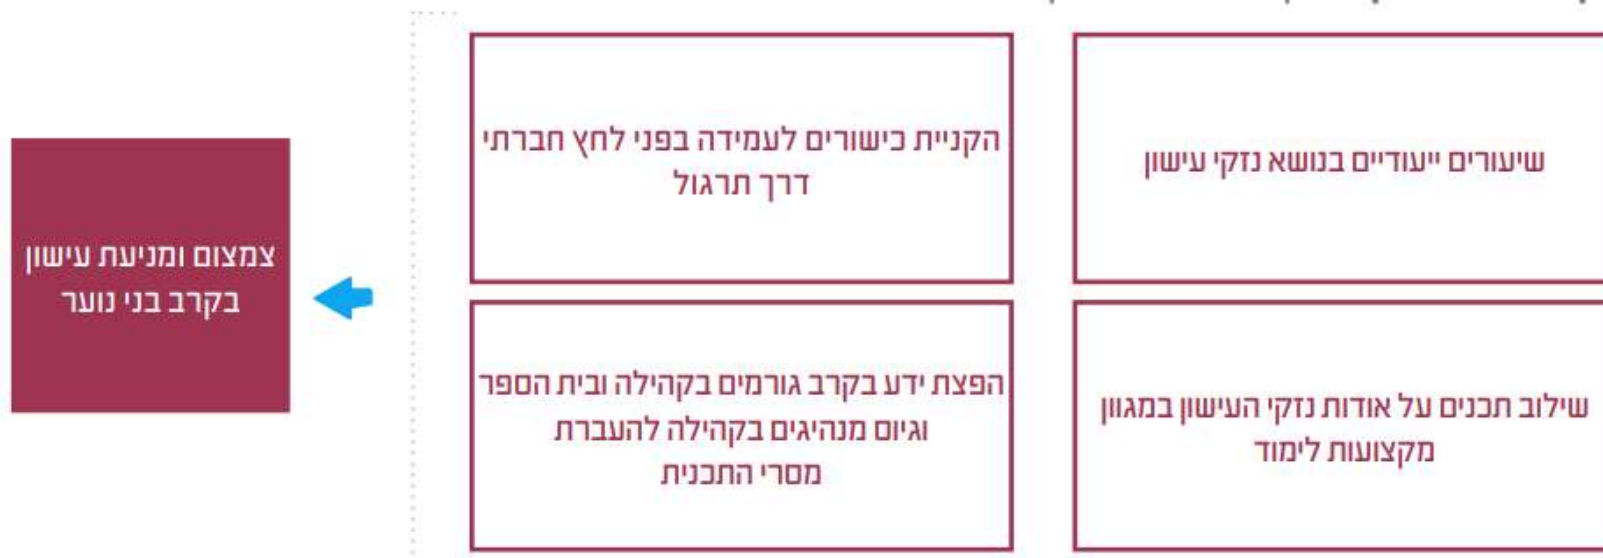 שיעורים ייעודיים בנושא נזקי עישון
הקניית כישורים לעמידה בפני לחץ חברתי
דרך תרגול
שילוב תכנים על אודות נזקי העישון במגוון
מקצועות לימוד
הפצת ידע בקרב גורמים בקהילה ובית הספר
וגיום מנהיגים בקהילה להעברת
מסרי התכנית
צמצום ומניעת עישון
בקרב בני נוער